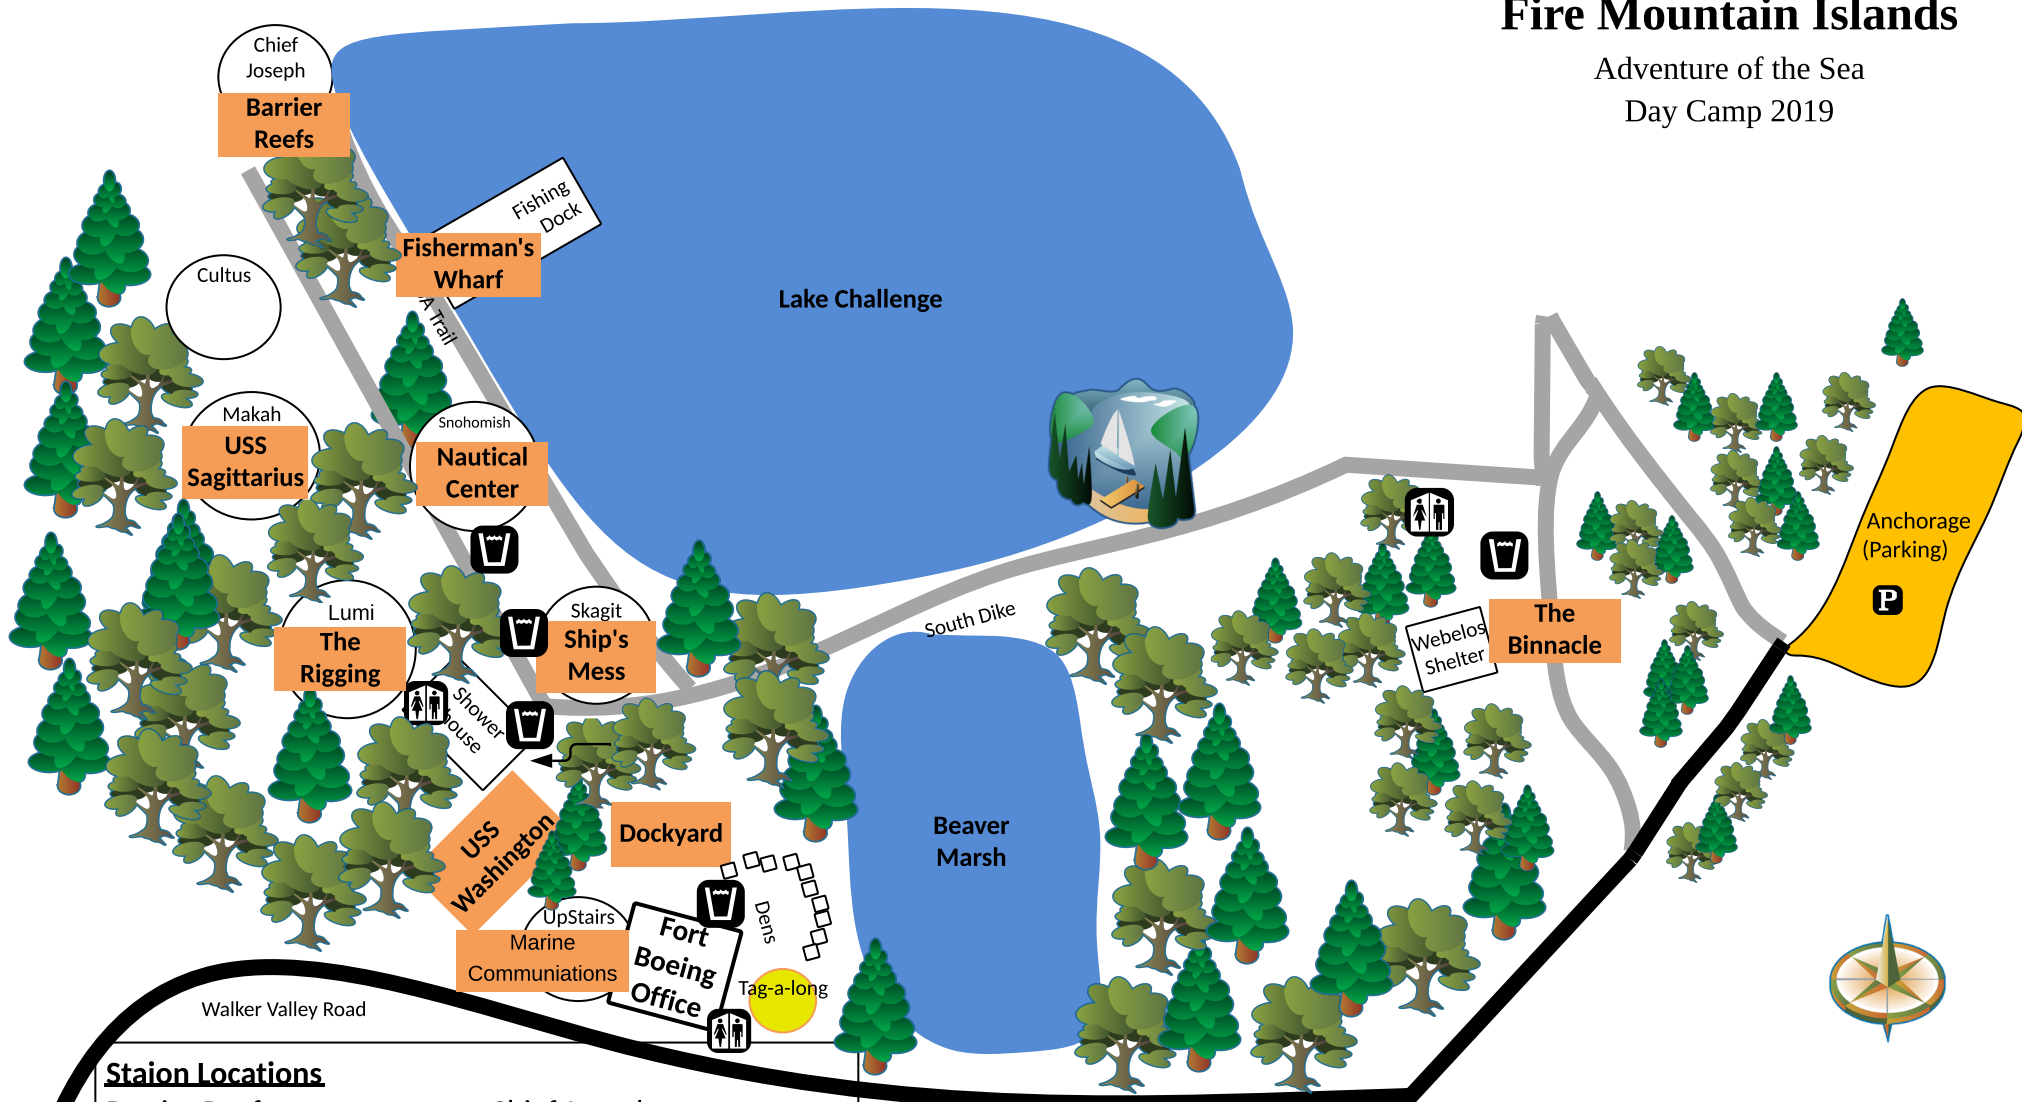 Fire Mountain Islands
Adventure of the Sea
Day Camp 2019
Chief
Joseph
Barrier
Reefs
Fishing
Dock
Fisherman's
Wharf
Trail
Cultus
Lake Challenge
Makah
USS
Sagittarius
Snohomish
Nautical
Center
Anchorage
(Parking)
P
Lumi
The
Rigging
Skagit
Ship's
Mess
South Dike
Webelos
Shelter
The
Binnacle
Shower
house
USS
Washington
Dockyard
Beaver
Marsh
Dens
UpStairs
Marine
Communiations
Fort
Boeing
Office
Tag-a-long
Walker Valley Road
Staion Locations